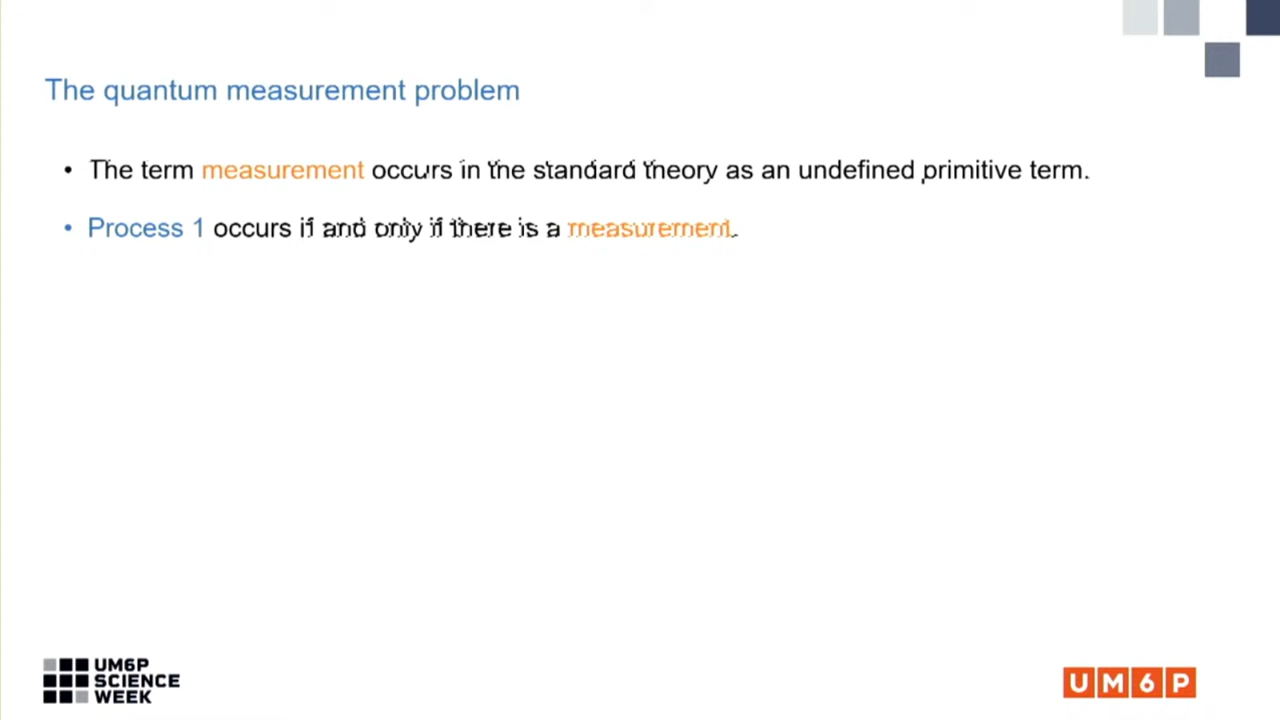 The quantum measurement problem
• The term measurement occurs in the standard theory as an undefined primitive term.
• Process 1 occurs if and only if there is a measurement.
UM6P
SCIENCE
WEEK
UM6P